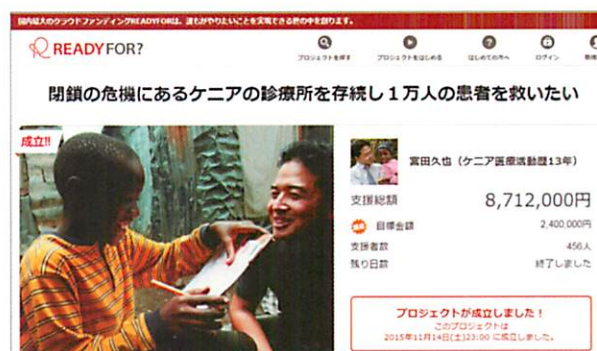 国内最大のクラウドファンディングREADYFORは、誰もがやりたいことを実現できる世の中を創ります。
READYFOR?
プロジェクトを探す
プロジェクトをはじめる
はじめての方へ
ログイン
閉鎖の危機にあるケニアの診療所を存続し1万人の患者を救いたい
成立!!
宮田久也（ケニア医療活動歴13年）
支援総額 8,712,000円
目標金額 2,400,000円
支援者数 456人
残り日数 終了しました
プロジェクトが成立しました！
このプロジェクトは
2015年11月14日(土)23:00 に成立しました。